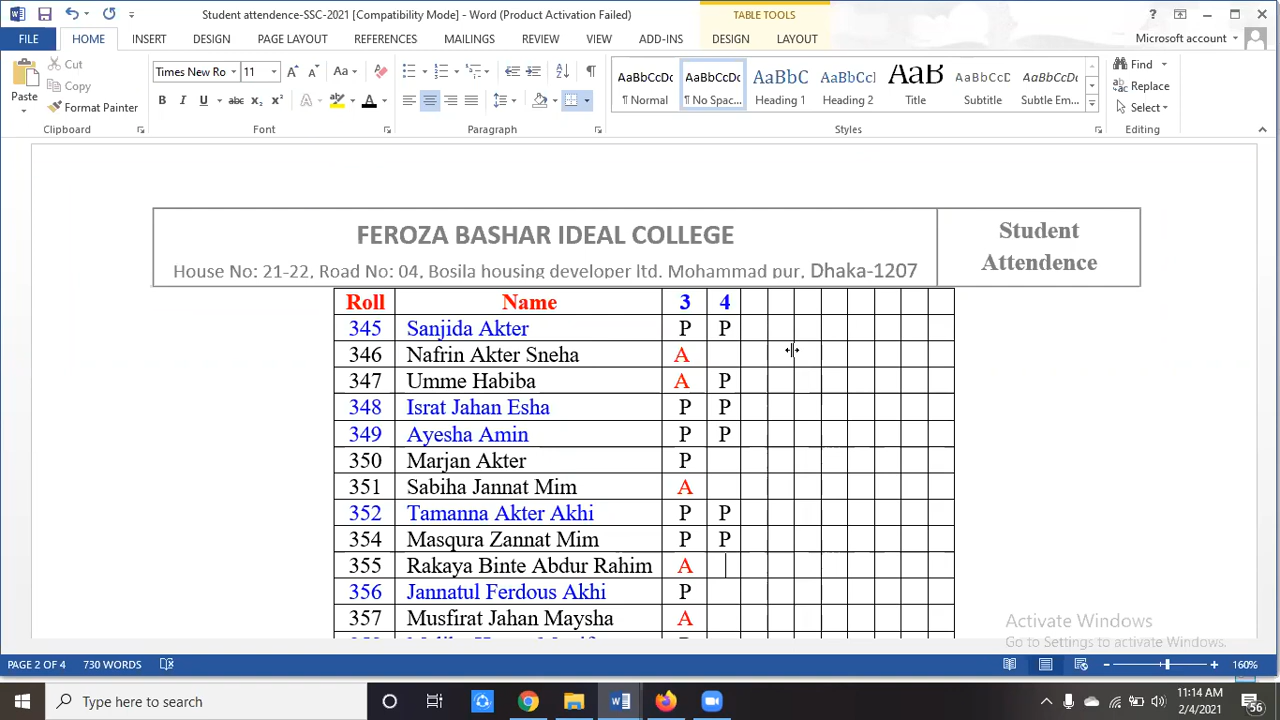 Student attendence-SSC-2021 [Compatibility Mode] - Word (Product Activation Failed)
TABLE TOOLS
FILE HOME INSERT DESIGN PAGE LAYOUT REFERENCES MAILINGS REVIEW VIEW ADD-INS DESIGN LAYOUT Microsoft account
Paste
Cut
Copy
Format Painter
Clipboard
Times New Ro 11
Font
Paragraph
AaBbCcDc AaBbCcDc AaBbC AaBbCcL AaB AaBbCcD AaBbCcDc
¶ Normal ¶ No Spac... Heading 1 Heading 2 Title Subtitle Subtle Em...
Styles
Find
Replace
Select
Editing
FEROZA BASHAR IDEAL COLLEGE
House No: 21-22, Road No: 04, Bosila housing developer ltd. Mohammad pur, Dhaka-1207
Student
Attendence
Roll Name 3 4
345 Sanjida Akter P P
346 Nafrin Akter Sneha A
347 Umme Habiba A P
348 Israt Jahan Esha P P
349 Ayesha Amin P P
350 Marjan Akter P
351 Sabiha Jannat Mim A
352 Tamanna Akter Akhi P P
354 Masqura Zannat Mim P P
355 Rakaya Binte Abdur Rahim A
356 Jannatul Ferdous Akhi P
357 Musfirat Jahan Maysha A
Activate Windows
Go to Settings to activate Windows.
PAGE 2 OF 4 730 WORDS 160%
Type here to search
11:14 AM
2/4/2021
56